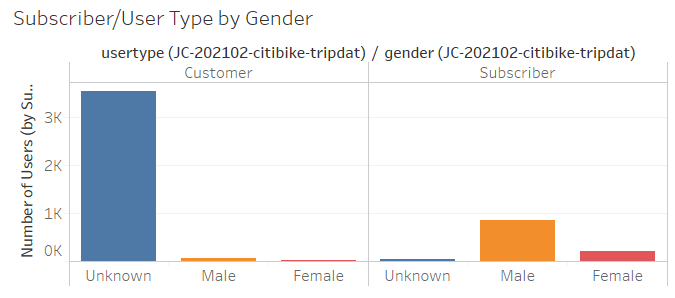 Subscriber/User Type by Gender
usertype (JC-202102-citibike-tripdat) / gender (JC-202102-citibike-tripdat)
Customer Subscriber
Number of Users (by Su..
3K
2K
1K
0K
Unknown Male Female Unknown Male Female